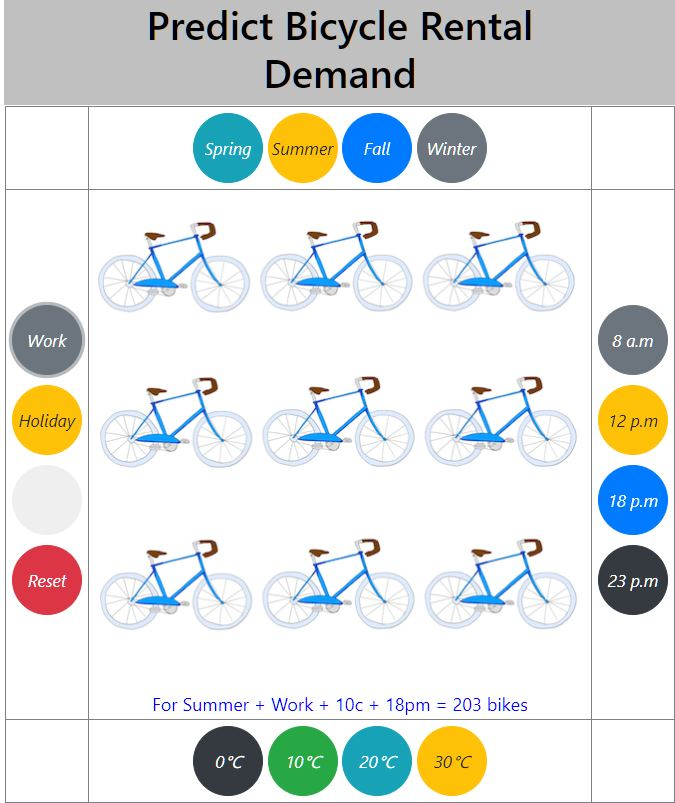 Predict Bicycle Rental
Demand
Spring
Summer
Fall
Winter
Work
Holiday
Reset
8 a.m
12 p.m
18 p.m
23 p.m
For Summer + Work + 10c + 18pm = 203 bikes
0℃
10℃
20℃
30℃